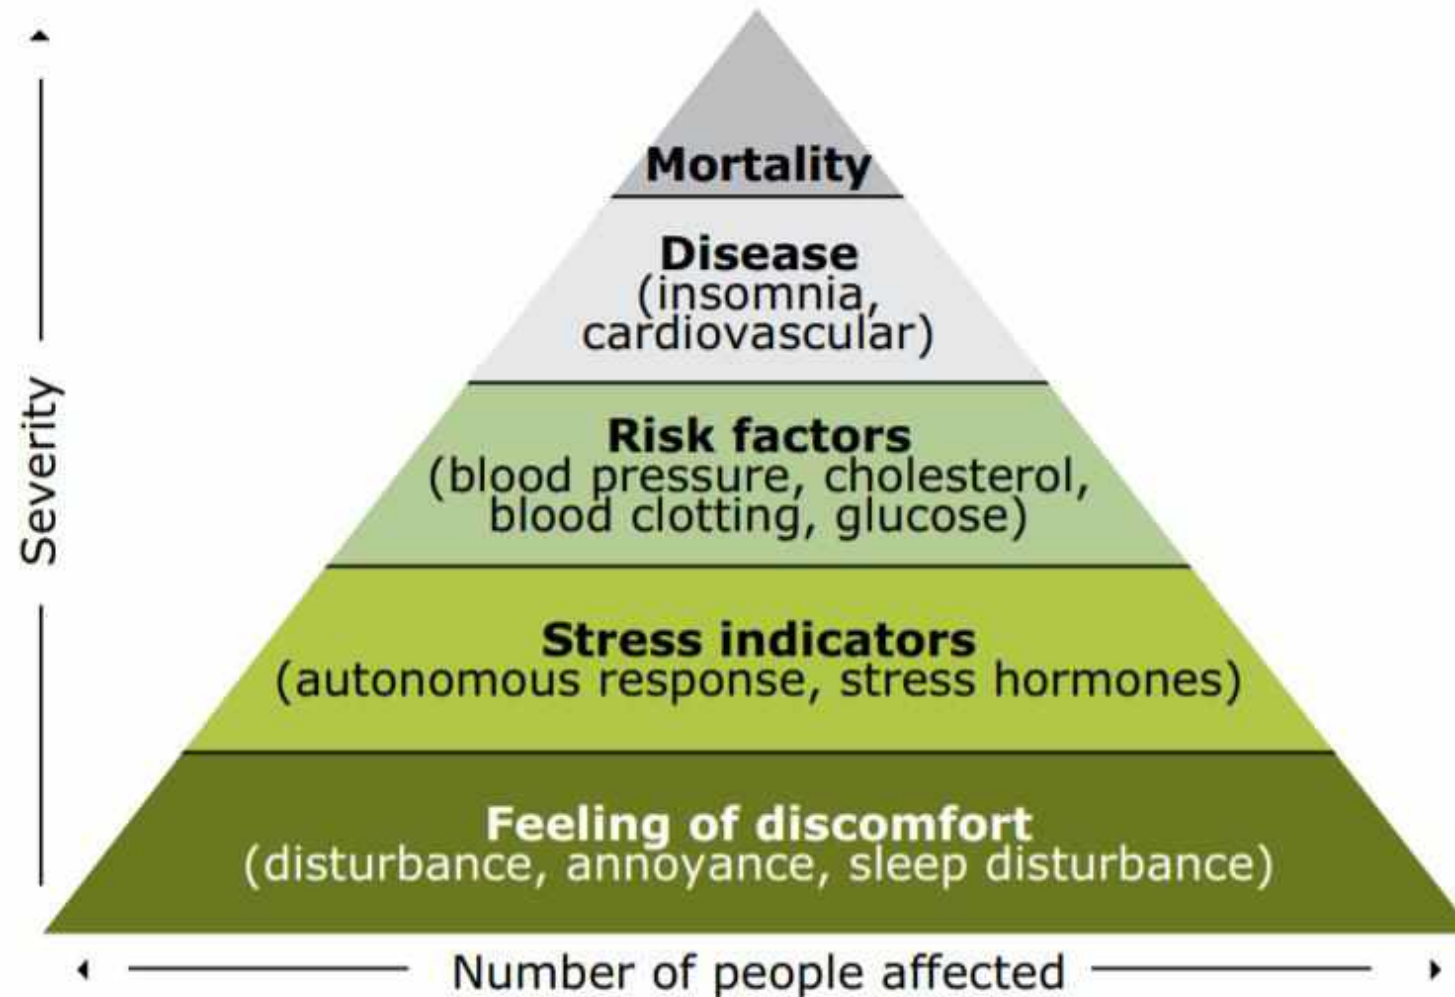 Mortality
Disease
(insomnia,
cardiovascular)
Risk factors
(blood pressure, cholesterol,
blood clotting, glucose)
Stress indicators
(autonomous response, stress hormones)
Feeling of discomfort
(disturbance, annoyance, sleep disturbance)
Severity
Number of people affected